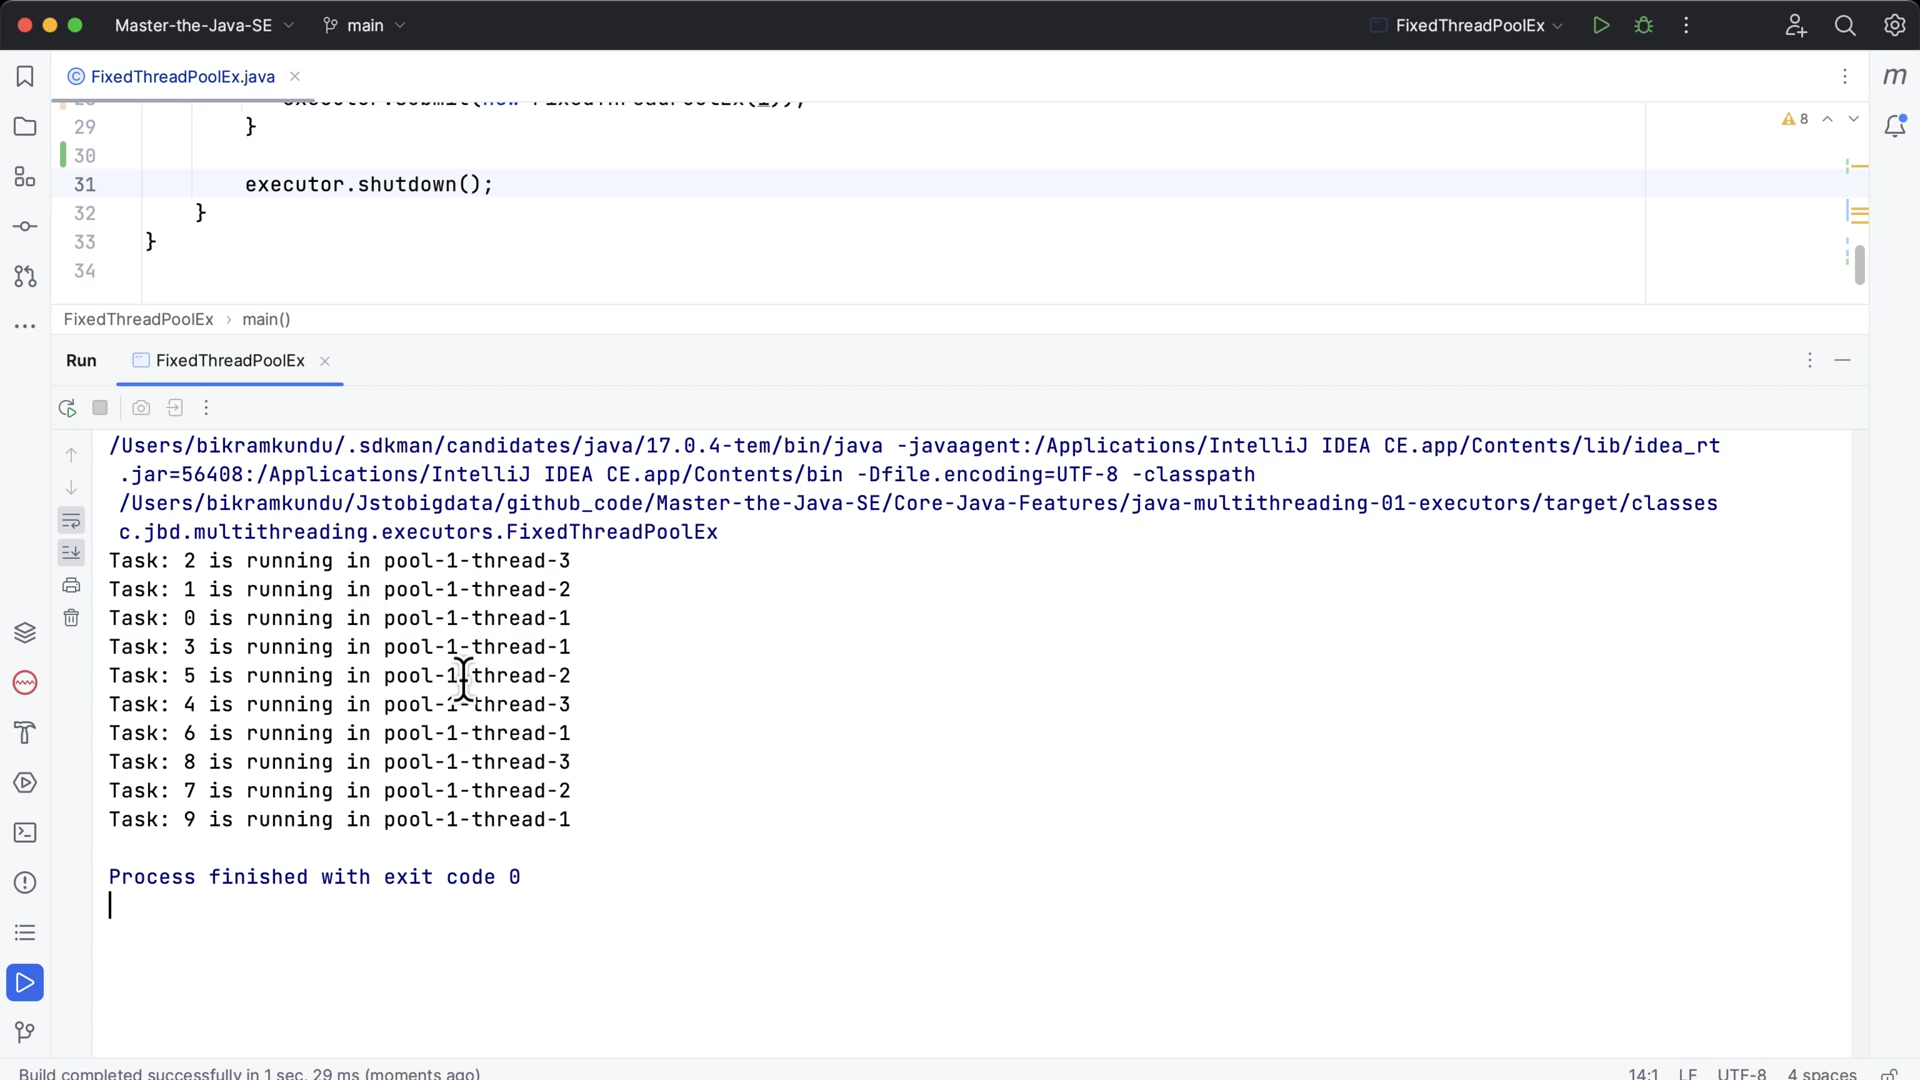 Master-the-Java-SE main FixedThreadPoolEx
FixedThreadPoolEx.java m
executor.submit(new FixedThreadPoolEx(i));
29 }
8
30
31 executor.shutdown();
32 }
33 }
34
FixedThreadPoolEx › main()
Run FixedThreadPoolEx
/Users/bikramkundu/.sdkman/candidates/java/17.0.4-tem/bin/java -javaagent:/Applications/IntelliJ IDEA CE.app/Contents/lib/idea_rt
.jar=56408:/Applications/IntelliJ IDEA CE.app/Contents/bin -Dfile.encoding=UTF-8 -classpath
/Users/bikramkundu/Jstobigdata/github_code/Master-the-Java-SE/Core-Java-Features/java-multithreading-01-executors/target/classes
c.jbd.multithreading.executors.FixedThreadPoolEx
Task: 2 is running in pool-1-thread-3
Task: 1 is running in pool-1-thread-2
Task: 0 is running in pool-1-thread-1
Task: 3 is running in pool-1-thread-1
Task: 5 is running in pool-1-thread-2
Task: 4 is running in pool-1-thread-3
Task: 6 is running in pool-1-thread-1
Task: 8 is running in pool-1-thread-3
Task: 7 is running in pool-1-thread-2
Task: 9 is running in pool-1-thread-1
Process finished with exit code 0
Build completed successfully in 1 sec, 29 ms (moments ago) 14:1 LF UTF-8 4 spaces